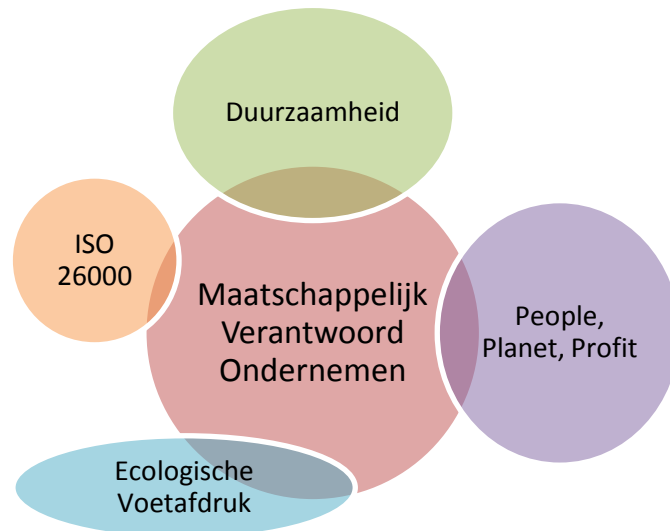 Duurzaamheid
ISO
26000
Maatschappelijk
Verantwoord
Ondernemen
People,
Planet, Profit
Ecologische
Voetafdruk